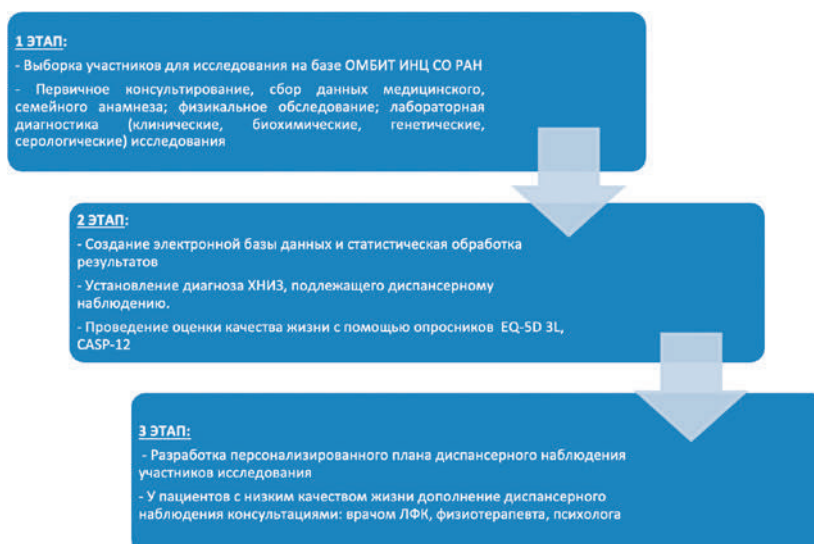 1 ЭТАП:
- Выборка участников для исследования на базе ОМБИТ ИНЦ СО РАН
- Первичное консультирование, сбор данных медицинского,
семейного анамнеза; физикальное обследование; лабораторная
диагностика (клинические, биохимические, генетические,
серологические) исследования
2 ЭТАП:
- Создание электронной базы данных и статистическая обработка
результатов
- Установление диагноза ХНИЗ, подлежащего диспансерному
наблюдению.
- Проведение оценки качества жизни с помощью опросников EQ-5D 3L,
CASP-12
3 ЭТАП:
- Разработка персонализированного плана диспансерного наблюдения
участников исследования
- У пациентов с низким качеством жизни дополнение диспансерного
наблюдения консультациями: врачом ЛФК, физиотерапевта, психолога